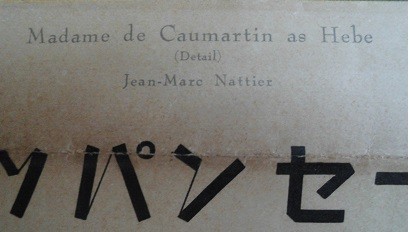 Madame de Caumartin as Hebe
(Detail)
Jean-Marc Nattier
パンセー